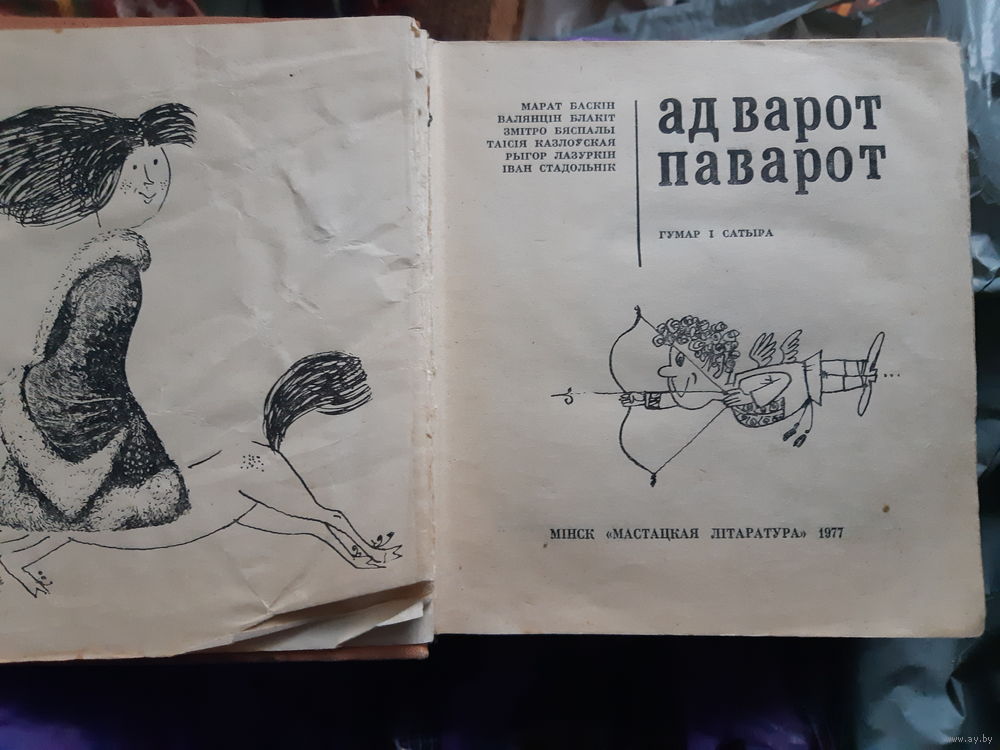 МАРАТ БАСКІН
ВАЛЯНЦІН БЛАКІТ
ЗМІТРО БЯСПАЛЫ
ТАІСІЯ КАЗЛОЎСКАЯ
РЫГОР ЛАЗУРКІН
ІВАН СТАДОЛЬНІК
ад варот
паварот
ГУМАР І САТЫРА
МІНСК «МАСТАЦКАЯ ЛІТАРАТУРА» 1977
www.ay.by